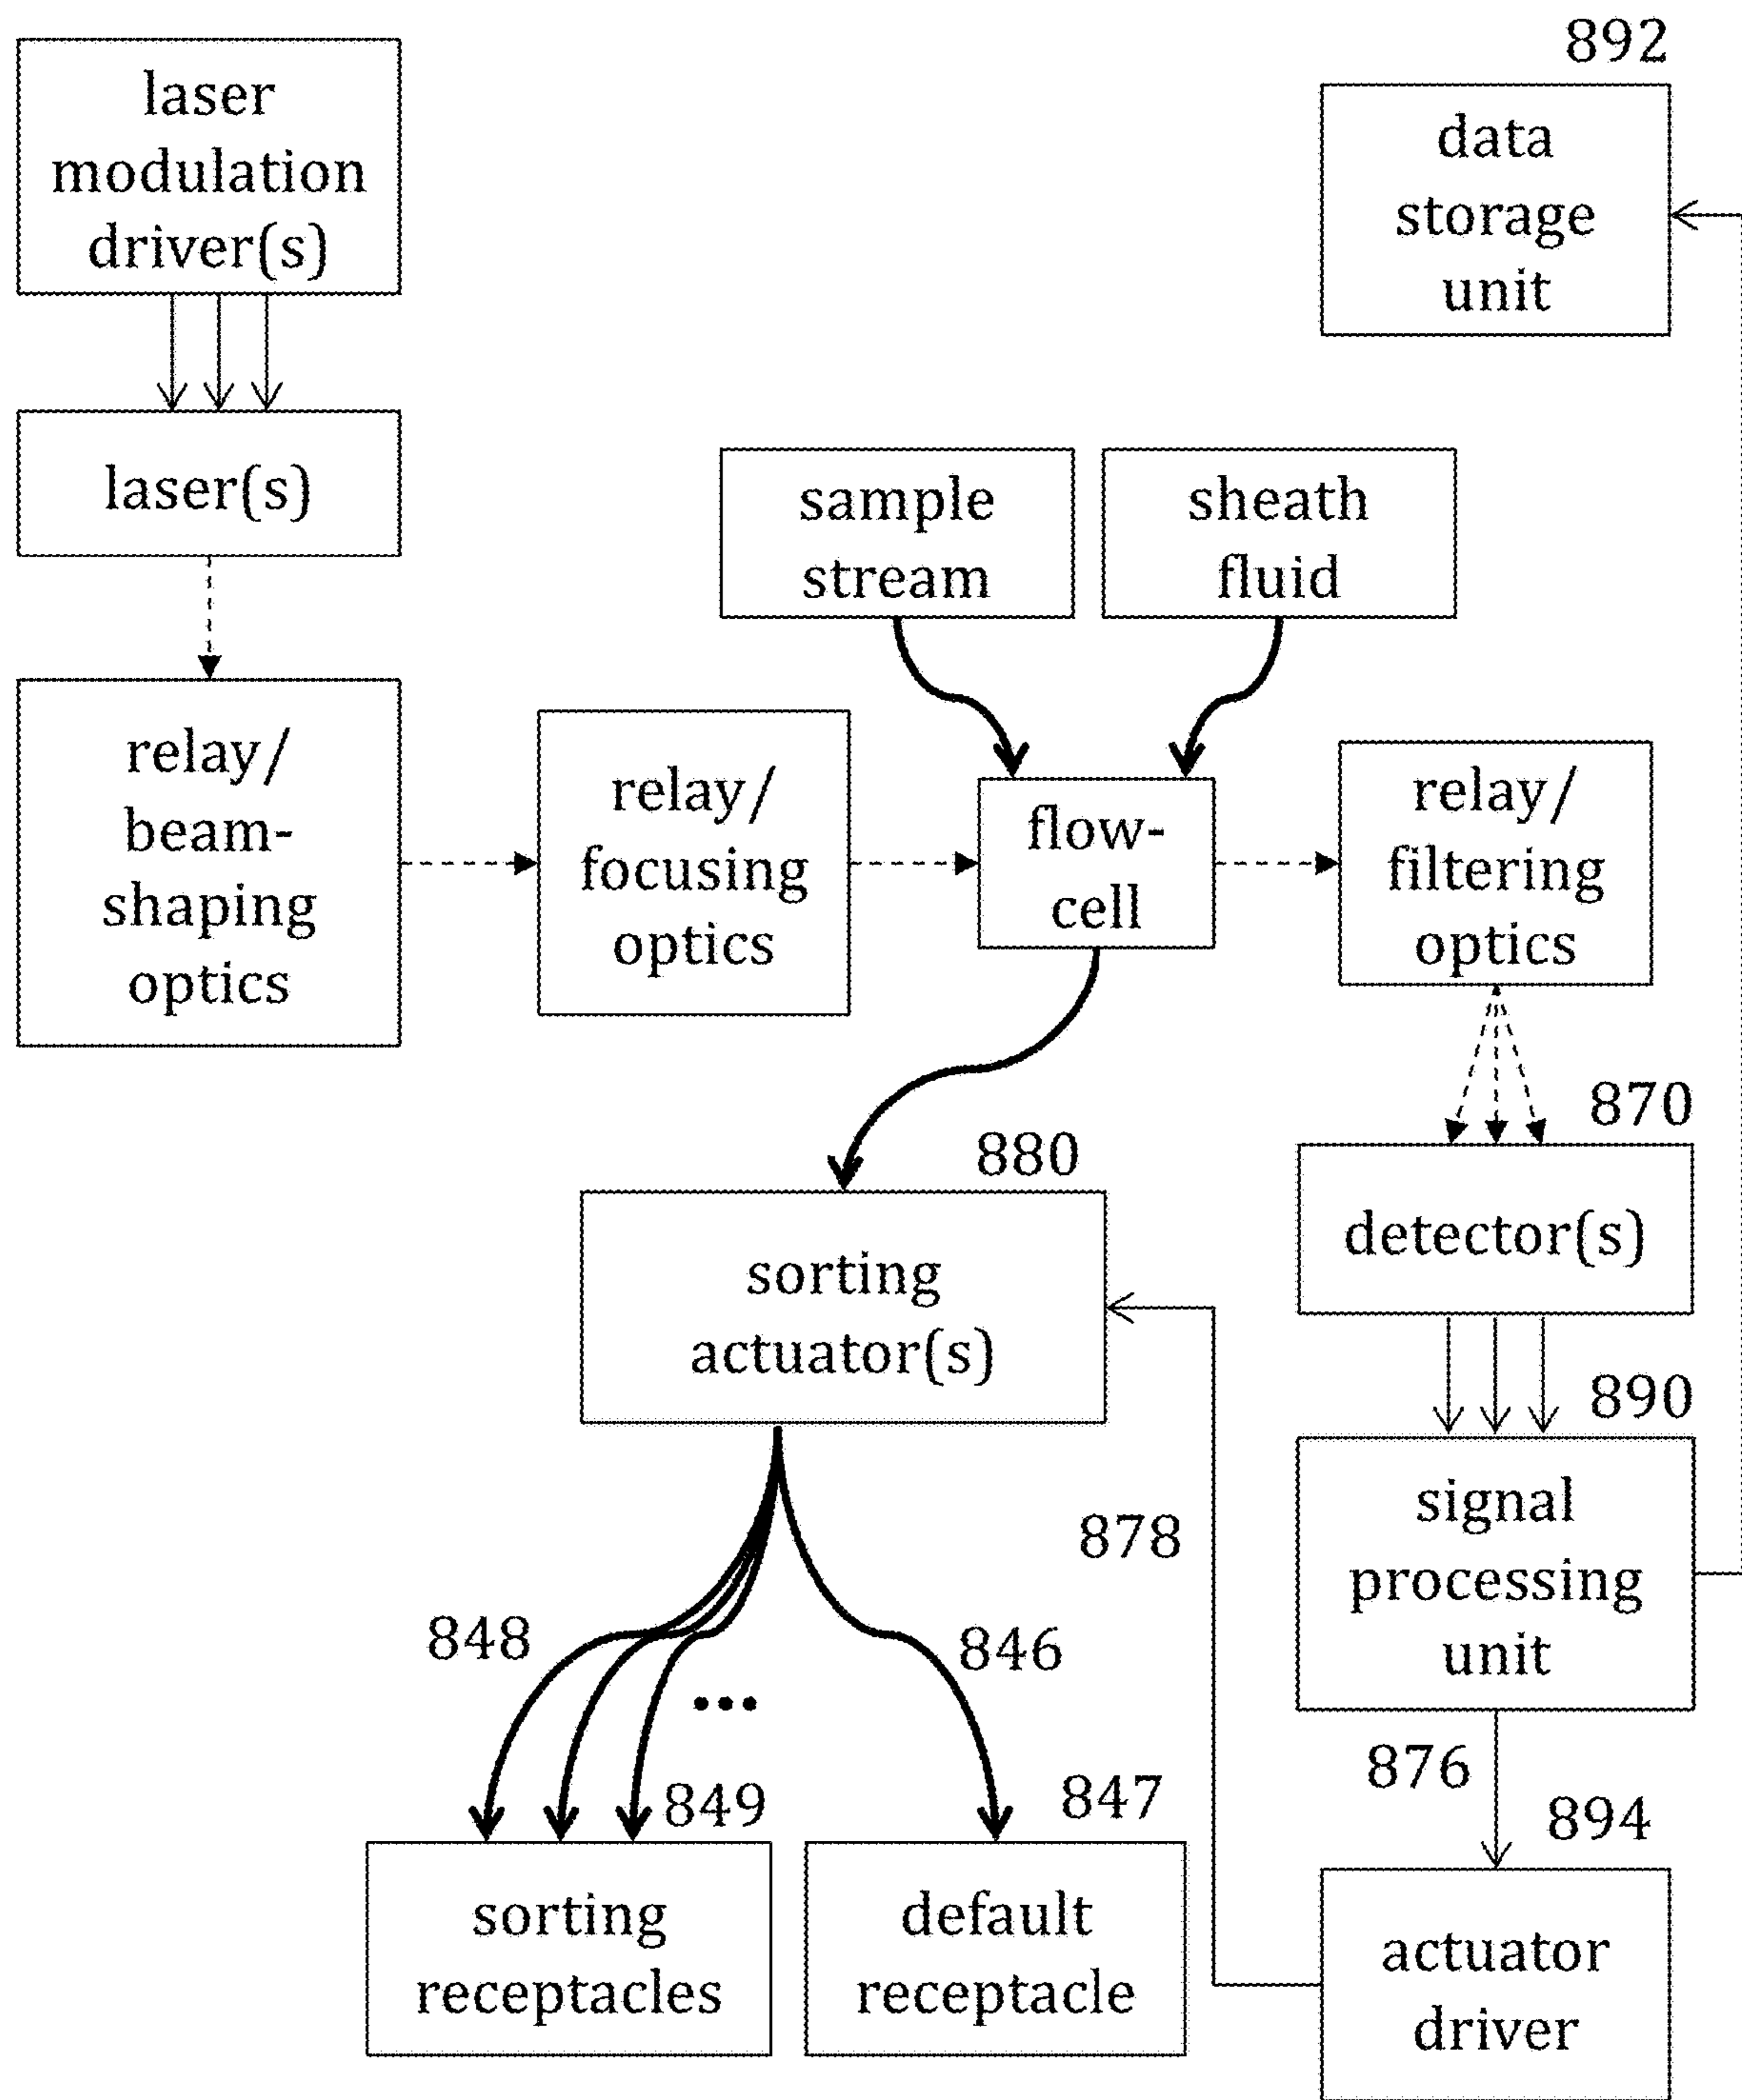 892
laser
modulation
driver(s)
data
storage
unit
laser(s)
sample
stream
sheath
fluid
relay/
beam-
shaping
optics
relay/
focusing
optics
flow-
cell
relay/
filtering
optics
870
880
detector(s)
sorting
actuator(s)
890
signal
processing
unit
878
848
846
...
876
849
847
894
sorting
receptacles
default
receptacle
actuator
driver